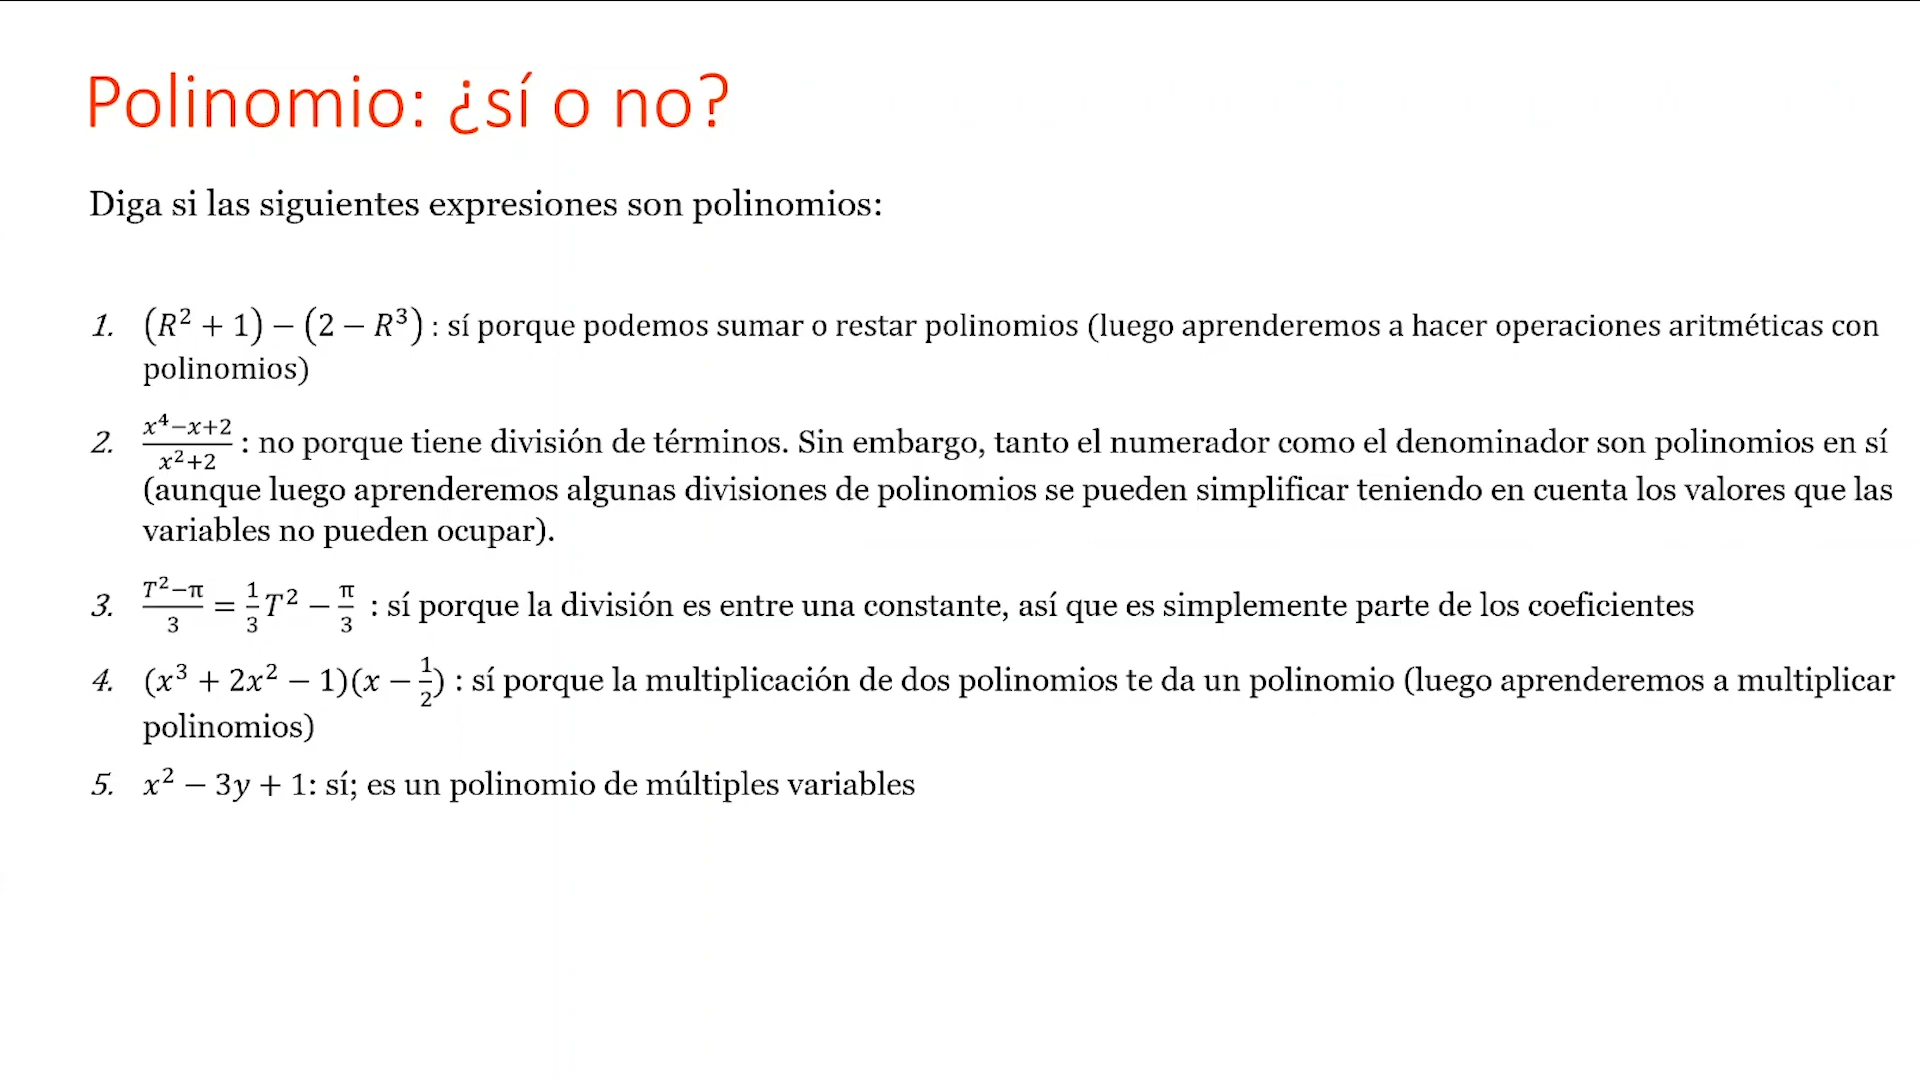 Polinomio: ¿sí o no?
Diga si las siguientes expresiones son polinomios:
1. (R² + 1) − (2 − R³) : sí porque podemos sumar o restar polinomios (luego aprenderemos a hacer operaciones aritméticas con
polinomios)
2. \frac{x⁴−x+2}{x²+2} : no porque tiene división de términos. Sin embargo, tanto el numerador como el denominador son polinomios en sí
(aunque luego aprenderemos algunas divisiones de polinomios se pueden simplificar teniendo en cuenta los valores que las
variables no pueden ocupar).
3. \frac{T²−π}{3} = \frac{1}{3}T² − \frac{π}{3} : sí porque la división es entre una constante, así que es simplemente parte de los coeficientes
4. (x³ + 2x² − 1)(x − \frac{1}{2}) : sí porque la multiplicación de dos polinomios te da un polinomio (luego aprenderemos a multiplicar
polinomios)
5. x² − 3y + 1: sí; es un polinomio de múltiples variables